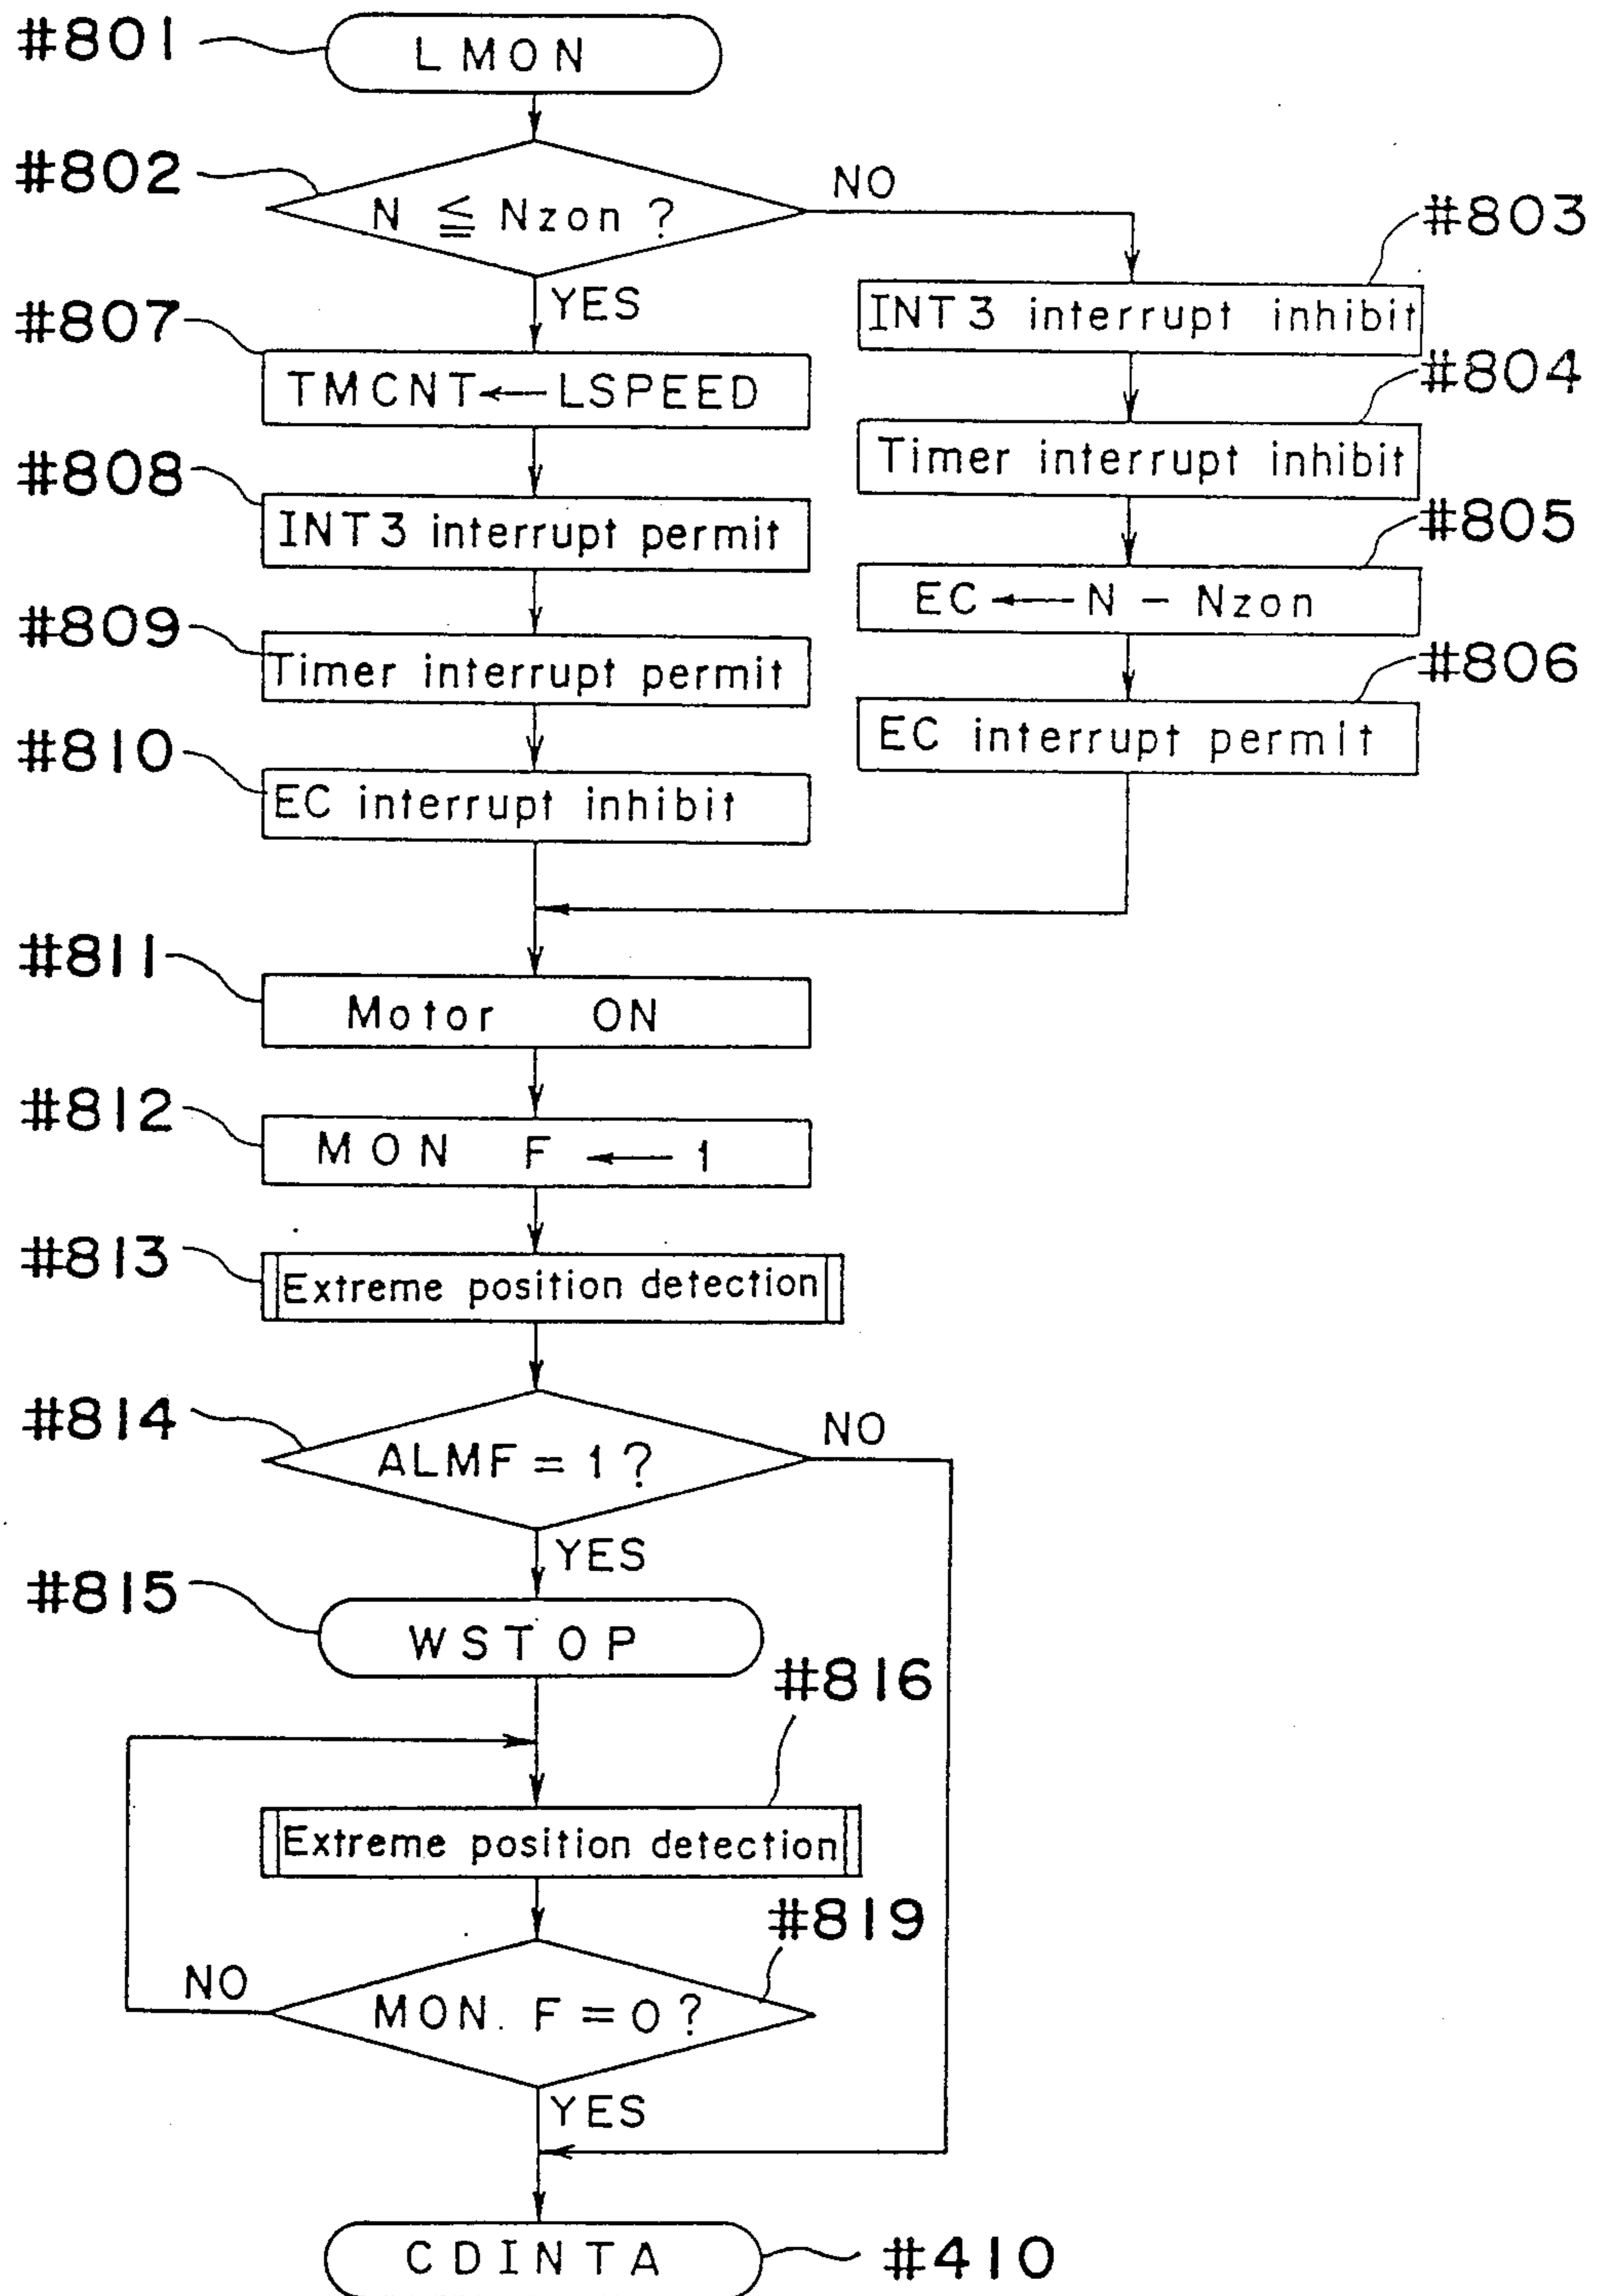 #801
LMON
#802
N ≦ Nzon ?
NO
YES
#803
INT3 interrupt inhibit
#804
Timer interrupt inhibit
#805
EC ← N - Nzon
#806
EC interrupt permit
#807
TMCNT ← LSPEED
#808
INT3 interrupt permit
#809
Timer interrupt permit
#810
EC interrupt inhibit
#811
Motor ON
#812
MON F ← 1
#813
Extreme position detection
#814
ALMF = 1 ?
NO
YES
#815
WSTOP
#816
Extreme position detection
#819
MON. F = 0 ?
NO
YES
CDINTA
#410